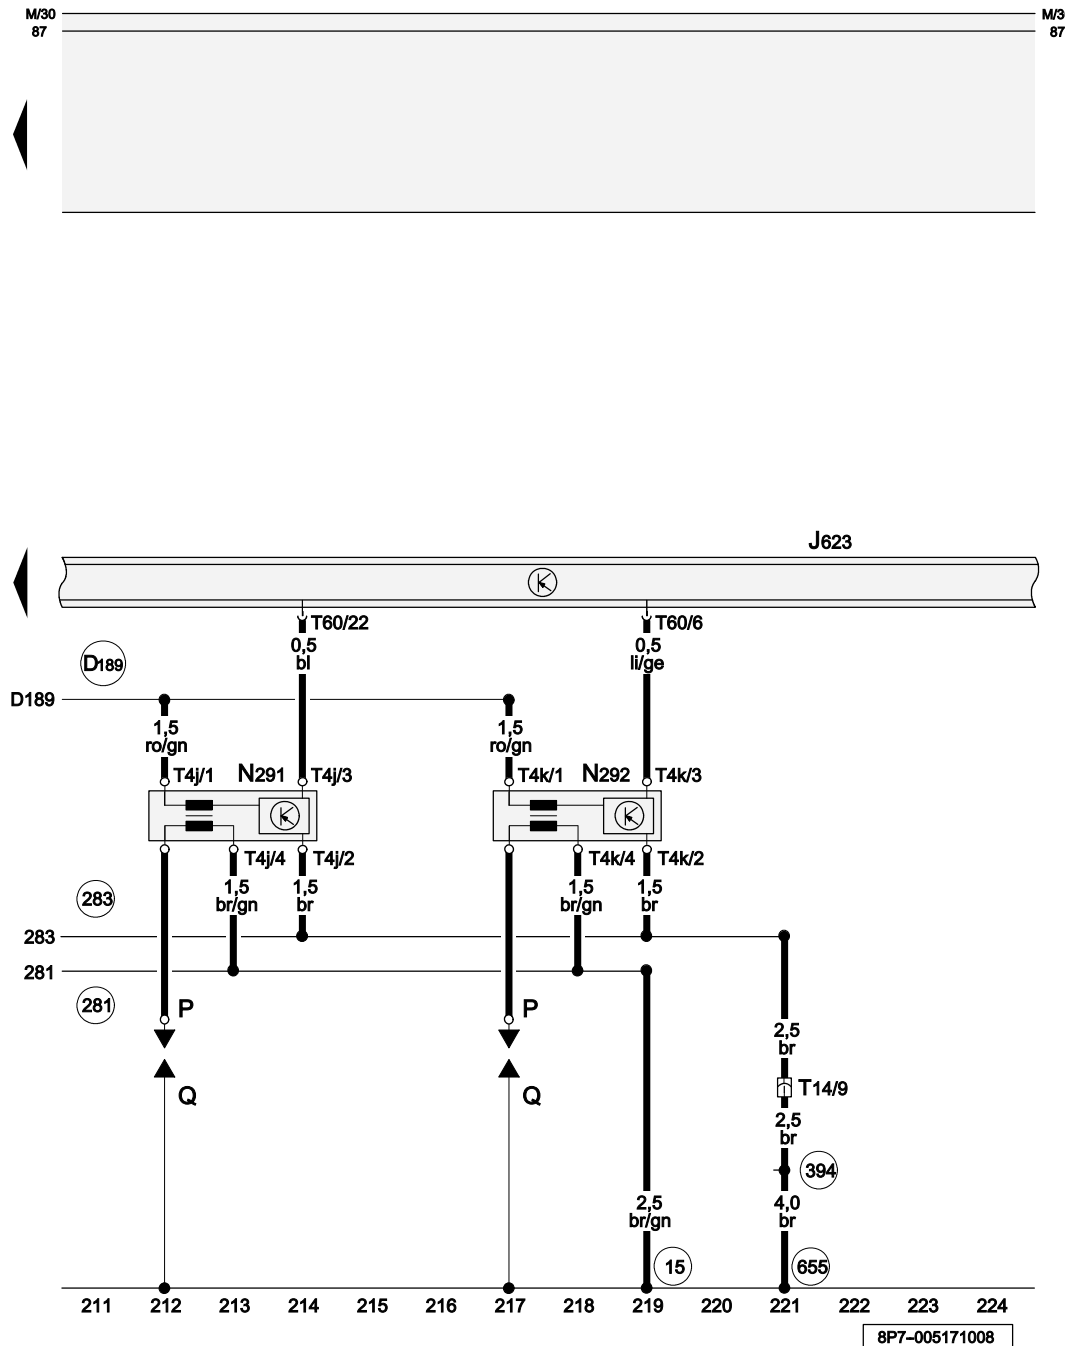 M/30 M/3
87 87
J623
T60/22 T60/6
0,5 0,5
bl li/ge
D189
D189
1,5 1,5
ro/gn ro/gn
T4j/1 N291 T4j/3 T4k/1 N292 T4k/3
T4j/4 T4j/2 T4k/4 T4k/2
1,5 1,5 1,5 1,5
br/gn br br/gn br
283
283
281
281
P P
2,5
br
T14/9
Q Q
2,5
br
394
2,5 4,0
br/gn br
15 655
211 212 213 214 215 216 217 218 219 220 221 222 223 224
8P7-005171008